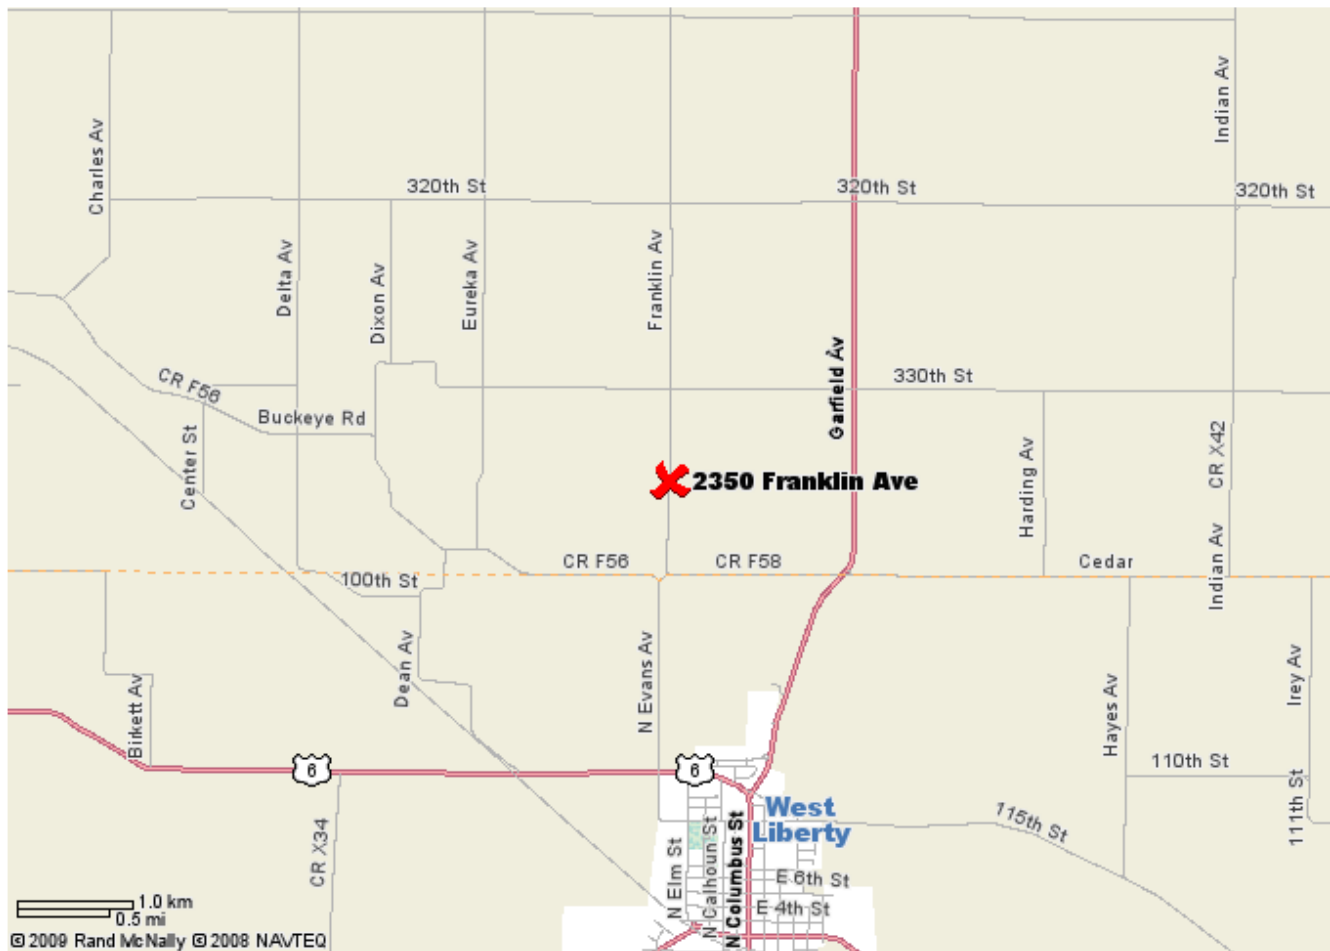 Charles Av
Indian Av
320th St
320th St
320th St
Delta Av
Dixon Av
Eureka Av
Franklin Av
Garfield Av
330th St
CR F56
Buckeye Rd
Center St
2350 Franklin Ave
Harding Av
CR X42
Indian Av
100th St
CR F56
CR F58
Cedar
Birkett Av
Dean Av
N Evans Av
Hayes Av
Irey Av
6
6
110th St
West
Liberty
115th St
111th St
CR X34
N Elm St
N Calhoun St
N Columbus St
E 6th St
E 4th St
1.0 km
0.5 mi
© 2009 Rand McNally © 2008 NAVTEQ